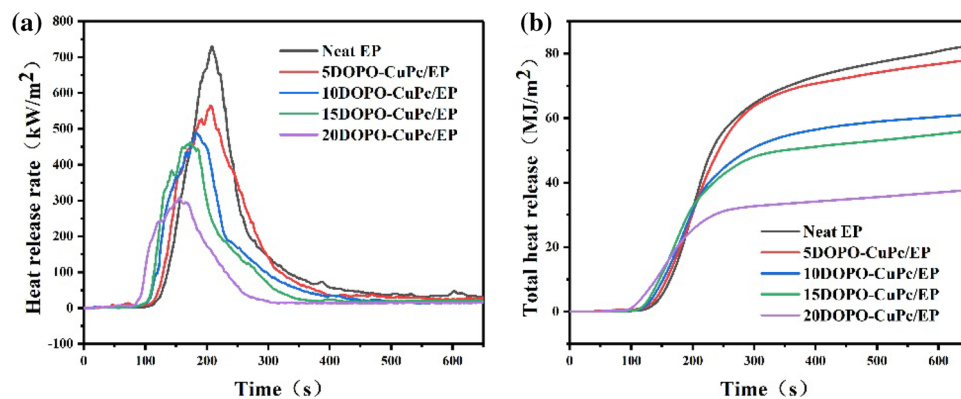 (a)
800
700
600
500
400
300
200
100
0
-100
Heat release rate (kW/m²)
Neat EP
5DOPO-CuPc/EP
10DOPO-CuPc/EP
15DOPO-CuPc/EP
20DOPO-CuPc/EP
0 100 200 300 400 500 600
Time（s）
(b)
80
60
40
20
0
Total heat release (MJ/m²)
Neat EP
5DOPO-CuPc/EP
10DOPO-CuPc/EP
15DOPO-CuPc/EP
20DOPO-CuPc/EP
0 100 200 300 400 500 600
Time（s）